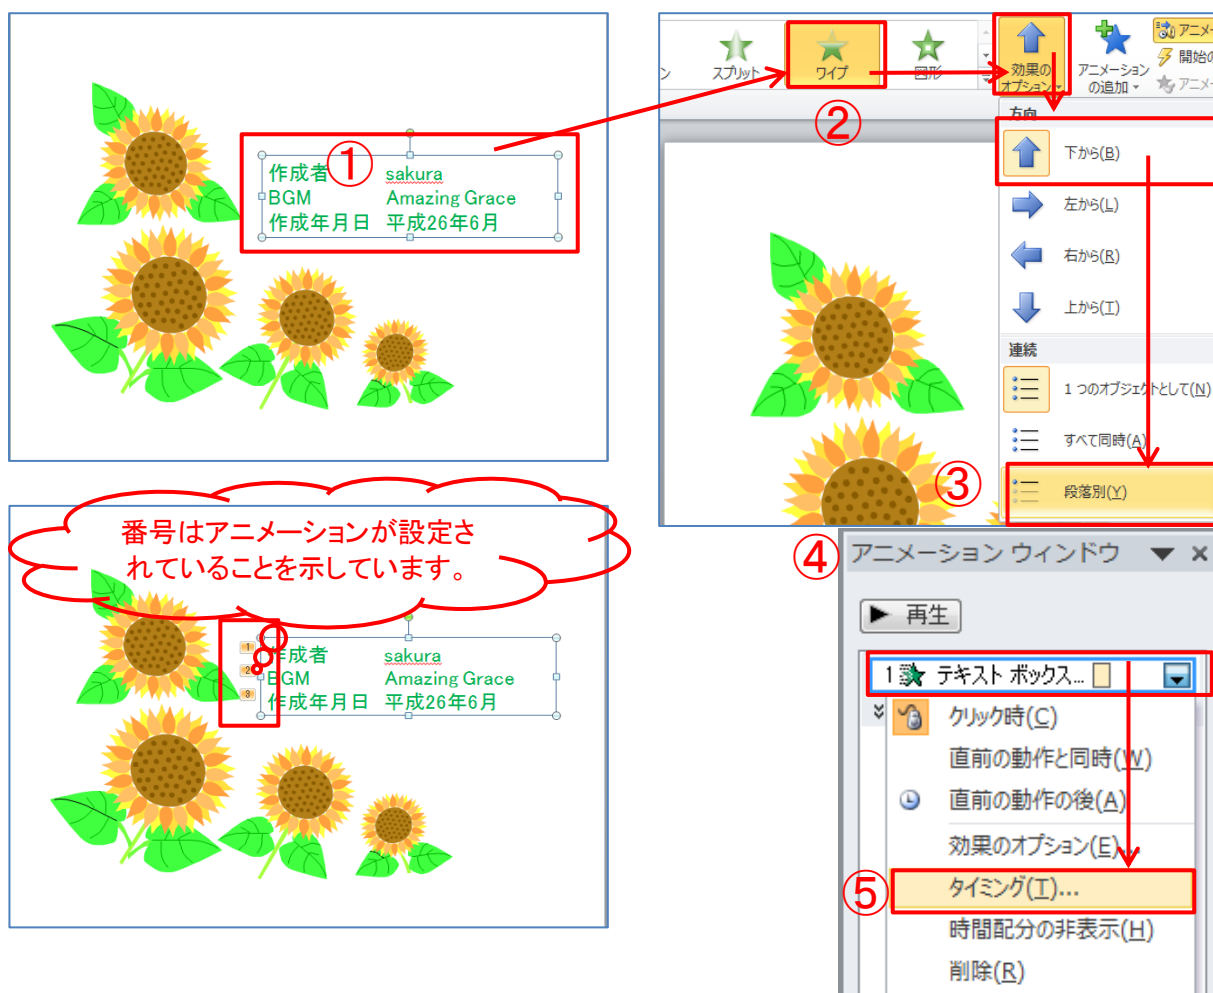 ①
作成者 sakura
BGM Amazing Grace
作成年月日 平成26年6月
スプリット
ワイプ
図形
効果の
オプション
アニメーション
の追加
アニメー
開始の
アニメー
②
方向
下から(B)
左から(L)
右から(R)
上から(T)
連続
1つのオブジェクトとして(N)
すべて同時(A)
③
段落別(Y)
番号はアニメーションが設定さ
れていることを示しています。
1
2
3
作成者 sakura
BGM Amazing Grace
作成年月日 平成26年6月
④
アニメーション ウィンドウ
再生
1 テキスト ボックス...
クリック時(C)
直前の動作と同時(W)
直前の動作の後(A)
効果のオプション(E)...
⑤
タイミング(T)...
時間配分の非表示(H)
削除(R)